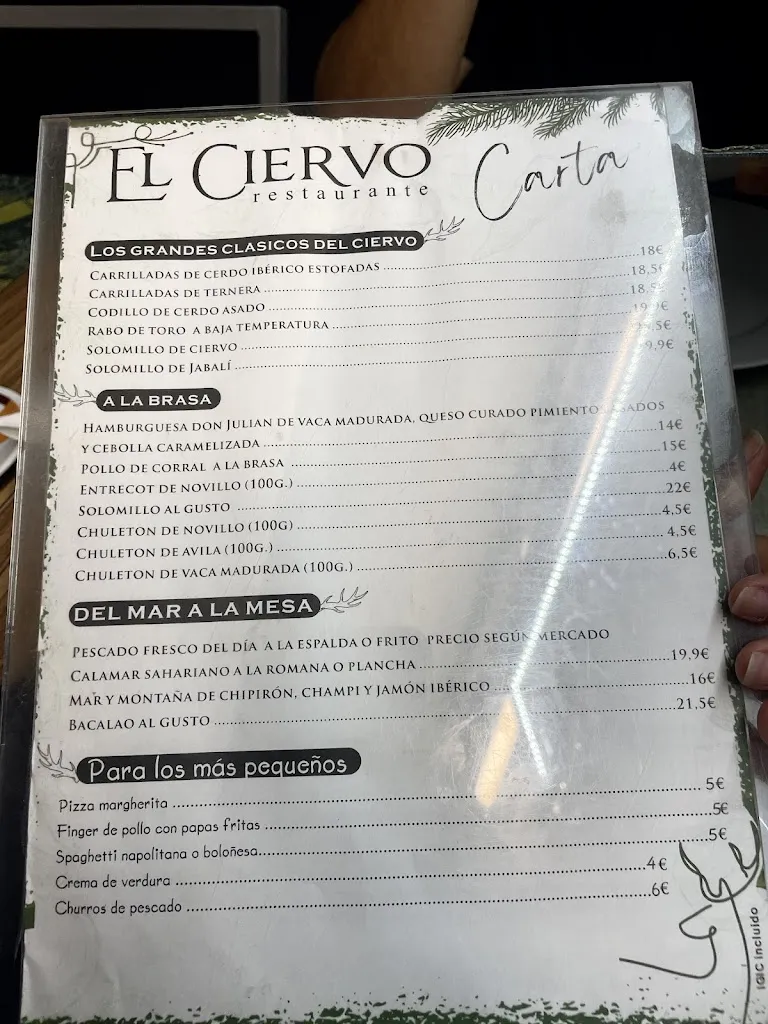 EL CIERVO
restaurante
Carta
LOS GRANDES CLASICOS DEL CIERVO
CARRILLADAS DE CERDO IBÉRICO ESTOFADAS ........ 18€
CARRILLADAS DE TERNERA ........ 18,5€
CODILLO DE CERDO ASADO ........ 18,5€
RABO DE TORO A BAJA TEMPERATURA ........ 19,9€
SOLOMILLO DE CIERVO ........
SOLOMILLO DE JABALÍ ........
A LA BRASA
HAMBURGUESA DON JULIAN DE VACA MADURADA, QUESO CURADO PIMIENTOS ASADOS
Y CEBOLLA CARAMELIZADA ........ 14€
POLLO DE CORRAL A LA BRASA ........ 15€
ENTRECOT DE NOVILLO (100G.) ........ 4€
SOLOMILLO AL GUSTO ........ 22€
CHULETON DE NOVILLO (100G) ........ 4,5€
CHULETON DE AVILA (100G.) ........ 4,5€
CHULETON DE VACA MADURADA (100G.) ........ 6,5€
DEL MAR A LA MESA
PESCADO FRESCO DEL DÍA A LA ESPALDA O FRITO PRECIO SEGÚN MERCADO
CALAMAR SAHARIANO A LA ROMANA O PLANCHA ........ 19,9€
MAR Y MONTAÑA DE CHIPIRÓN, CHAMPI Y JAMÓN IBÉRICO ........ 16€
BACALAO AL GUSTO ........ 21,5€
Para los más pequeños
Pizza margherita ........ 5€
Finger de pollo con papas fritas ........ 5€
Spaghetti napolitana o boloñesa ........ 5€
Crema de verdura ........ 4€
Churros de pescado ........ 6€
IGIC Incluido